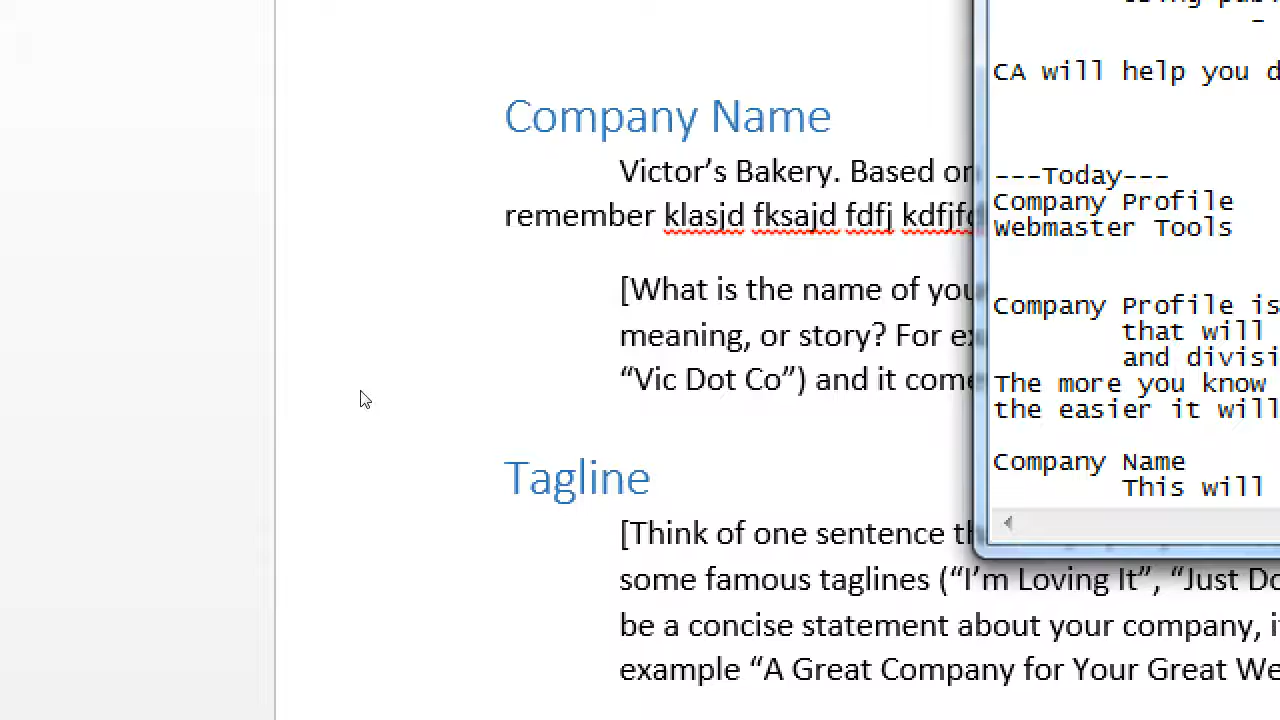 Company Name
Victor’s Bakery. Based on
remember klasjd fksajd fdfj
[What is the name of you
meaning, or story? For
“Vic Dot Co”) and it come
Tagline
[Think of one sentence
some famous taglines (“I’m Loving It”, “Just Do
be a concise statement about your company,
example “A Great Company for Your Great We
-
CA will help you d
---Today---
Company Profile
Webmaster Tools
Company Profile is
that will
and divisi
The more you know
the easier it will
Company Name
This will